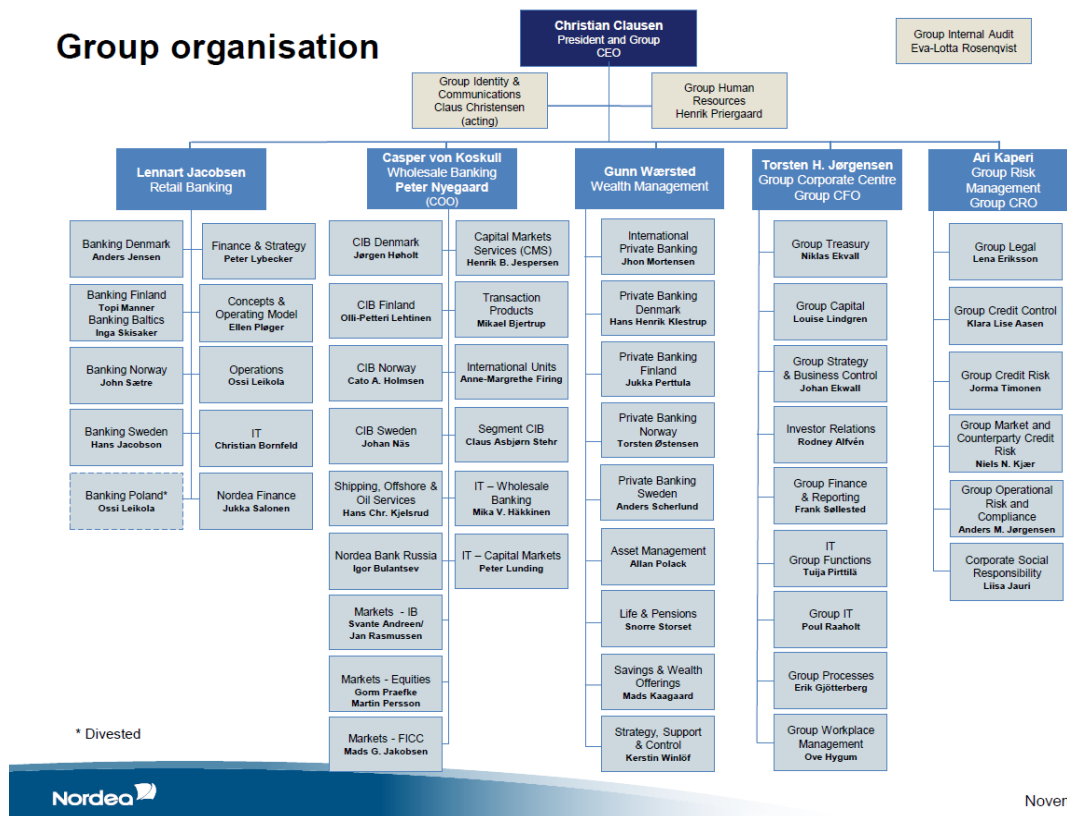 Group organisation
Christian Clausen
President and Group
CEO
Group Internal Audit
Eva-Lotta Rosenqvist
Group Identity &
Communications
Claus Christensen
(acting)
Group Human
Resources
Henrik Priergaard
Lennart Jacobsen
Retail Banking
Banking Denmark
Anders Jensen
Finance & Strategy
Peter Lybecker
Banking Finland
Topi Manner
Banking Baltics
Inga Skisaker
Concepts &
Operating Model
Ellen Pløger
Banking Norway
John Sætre
Operations
Ossi Leikola
Banking Sweden
Hans Jacobson
IT
Christian Bornfeld
Banking Poland*
Ossi Leikola
Nordea Finance
Jukka Salonen
Casper von Koskull
Wholesale Banking
Peter Nyegaard
(COO)
CIB Denmark
Jørgen Høholt
Capital Markets
Services (CMS)
Henrik B. Jespersen
CIB Finland
Olli-Petteri Lehtinen
Transaction
Products
Mikael Bjertrup
CIB Norway
Cato A. Holmsen
International Units
Anne-Margrethe Firing
CIB Sweden
Johan Näs
Segment CIB
Claus Asbjørn Stehr
Shipping, Offshore &
Oil Services
Hans Chr. Kjelsrud
IT – Wholesale
Banking
Mika V. Häkkinen
Nordea Bank Russia
Igor Bulantsev
IT – Capital Markets
Peter Lunding
Markets - IB
Svante Andreen/
Jan Rasmussen
Markets - Equities
Gorm Praefke
Martin Persson
Markets - FICC
Mads G. Jakobsen
Gunn Wærsted
Wealth Management
International
Private Banking
Jhon Mortensen
Private Banking
Denmark
Hans Henrik Klestrup
Private Banking
Finland
Jukka Perttula
Private Banking
Norway
Torsten Østensen
Private Banking
Sweden
Anders Scherlund
Asset Management
Allan Polack
Life & Pensions
Snorre Storset
Savings & Wealth
Offerings
Mads Kaagaard
Strategy, Support
& Control
Kerstin Winlöf
Torsten H. Jørgensen
Group Corporate Centre
Group CFO
Group Treasury
Niklas Ekvall
Group Capital
Louise Lindgren
Group Strategy
& Business Control
Johan Ekwall
Investor Relations
Rodney Alfvén
Group Finance
& Reporting
Frank Søllested
IT
Group Functions
Tuija Pirttilä
Group IT
Poul Raaholt
Group Processes
Erik Gjötterberg
Group Workplace
Management
Ove Hygum
Ari Kaperi
Group Risk
Management
Group CRO
Group Legal
Lena Eriksson
Group Credit Control
Klara Lise Aasen
Group Credit Risk
Jorma Timonen
Group Market and
Counterparty Credit
Risk
Niels N. Kjær
Group Operational
Risk and
Compliance
Anders M. Jørgensen
Corporate Social
Responsibility
Liisa Jauri
* Divested
Nordea
Novem